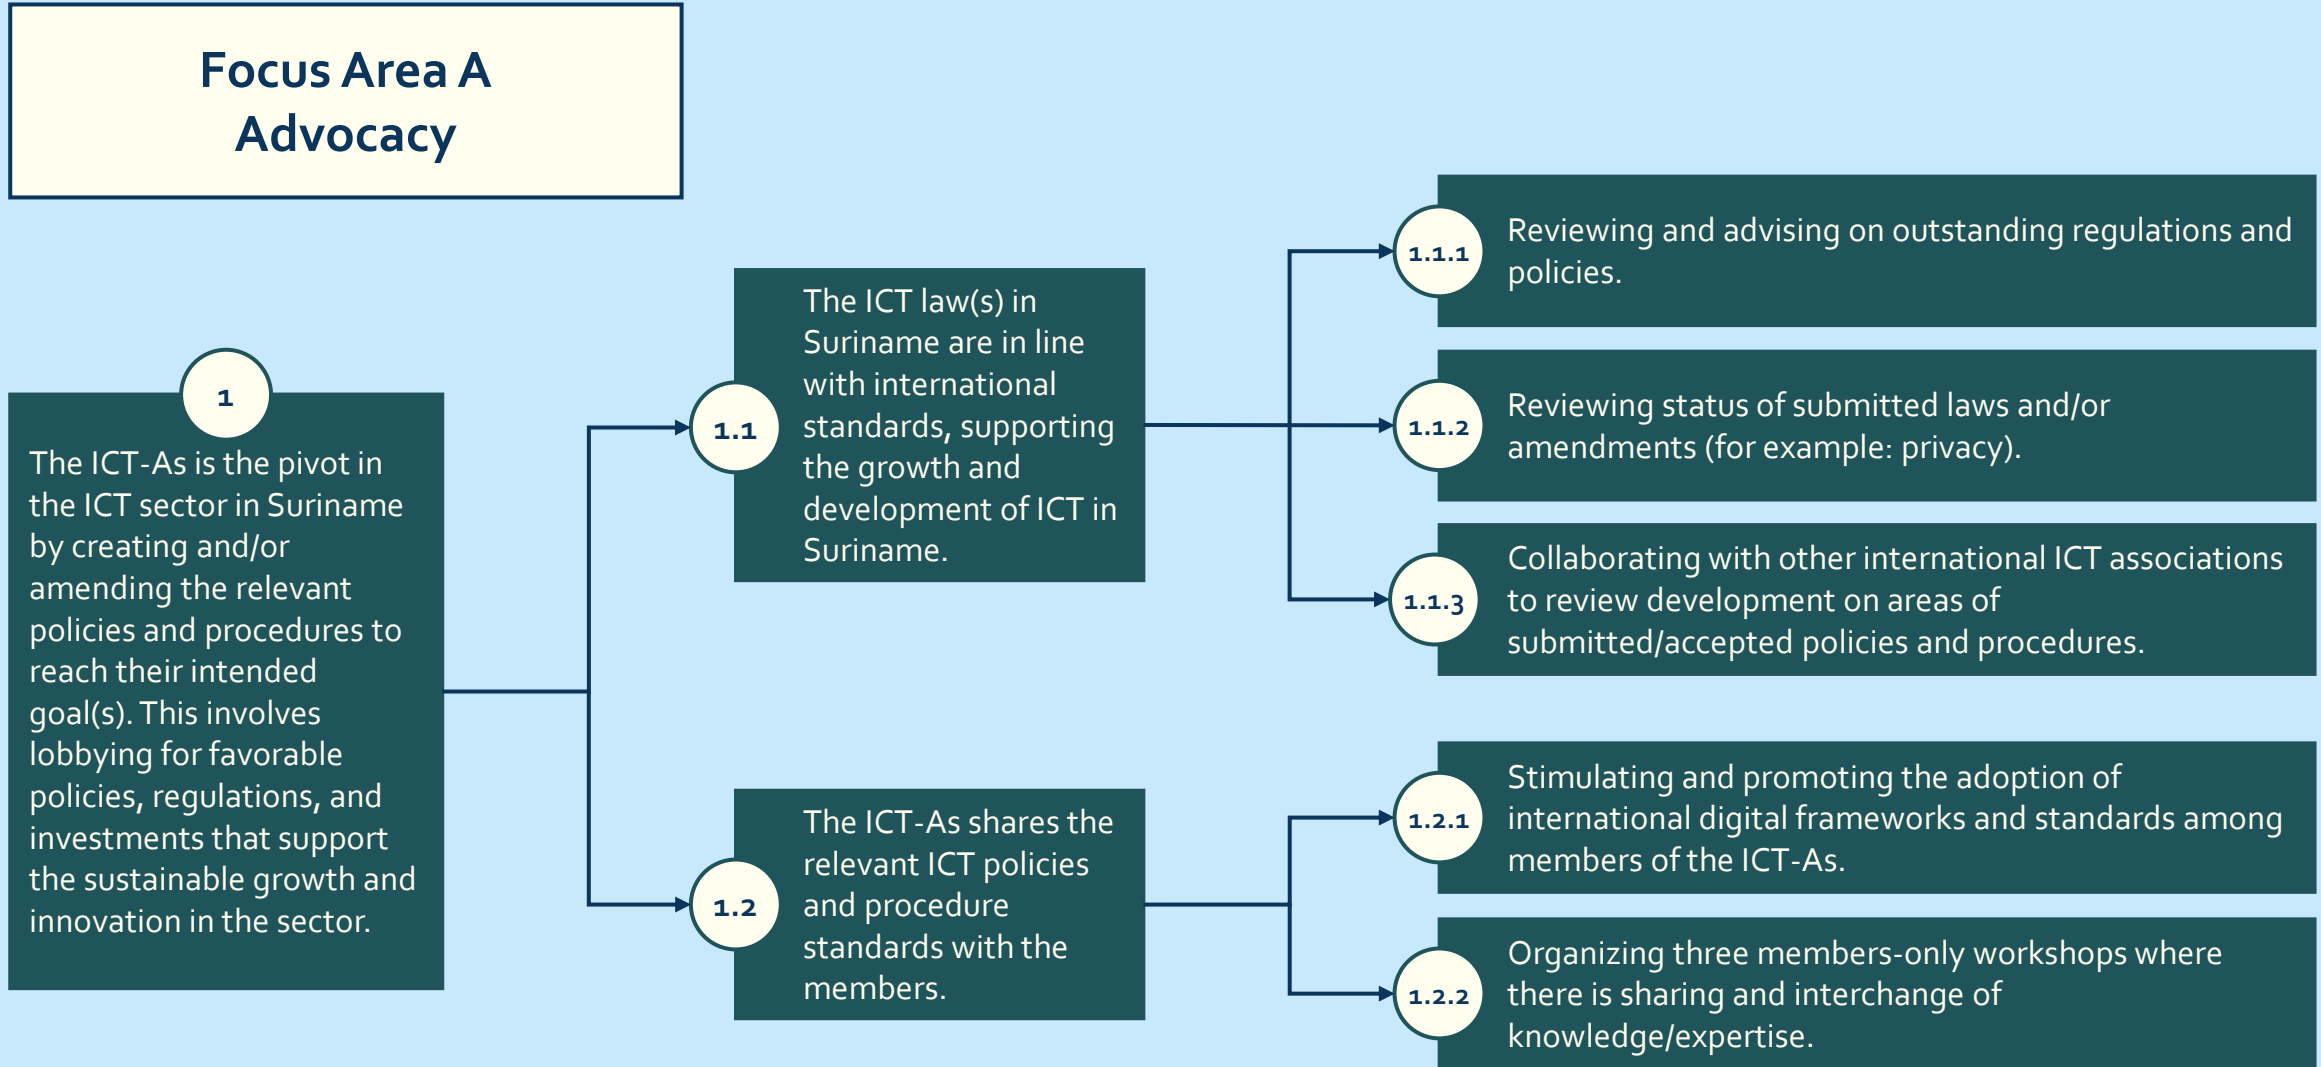 Focus Area A
Advocacy
1
The ICT-As is the pivot in
the ICT sector in Suriname
by creating and/or
amending the relevant
policies and procedures to
reach their intended
goal(s). This involves
lobbying for favorable
policies, regulations, and
investments that support
the sustainable growth and
innovation in the sector.
1.1
The ICT law(s) in
Suriname are in line
with international
standards, supporting
the growth and
development of ICT in
Suriname.
1.1.1
Reviewing and advising on outstanding regulations and
policies.
1.1.2
Reviewing status of submitted laws and/or
amendments (for example: privacy).
1.1.3
Collaborating with other international ICT associations
to review development on areas of
submitted/accepted policies and procedures.
1.2
The ICT-As shares the
relevant ICT policies
and procedure
standards with the
members.
1.2.1
Stimulating and promoting the adoption of
international digital frameworks and standards among
members of the ICT-As.
1.2.2
Organizing three members-only workshops where
there is sharing and interchange of
knowledge/expertise.